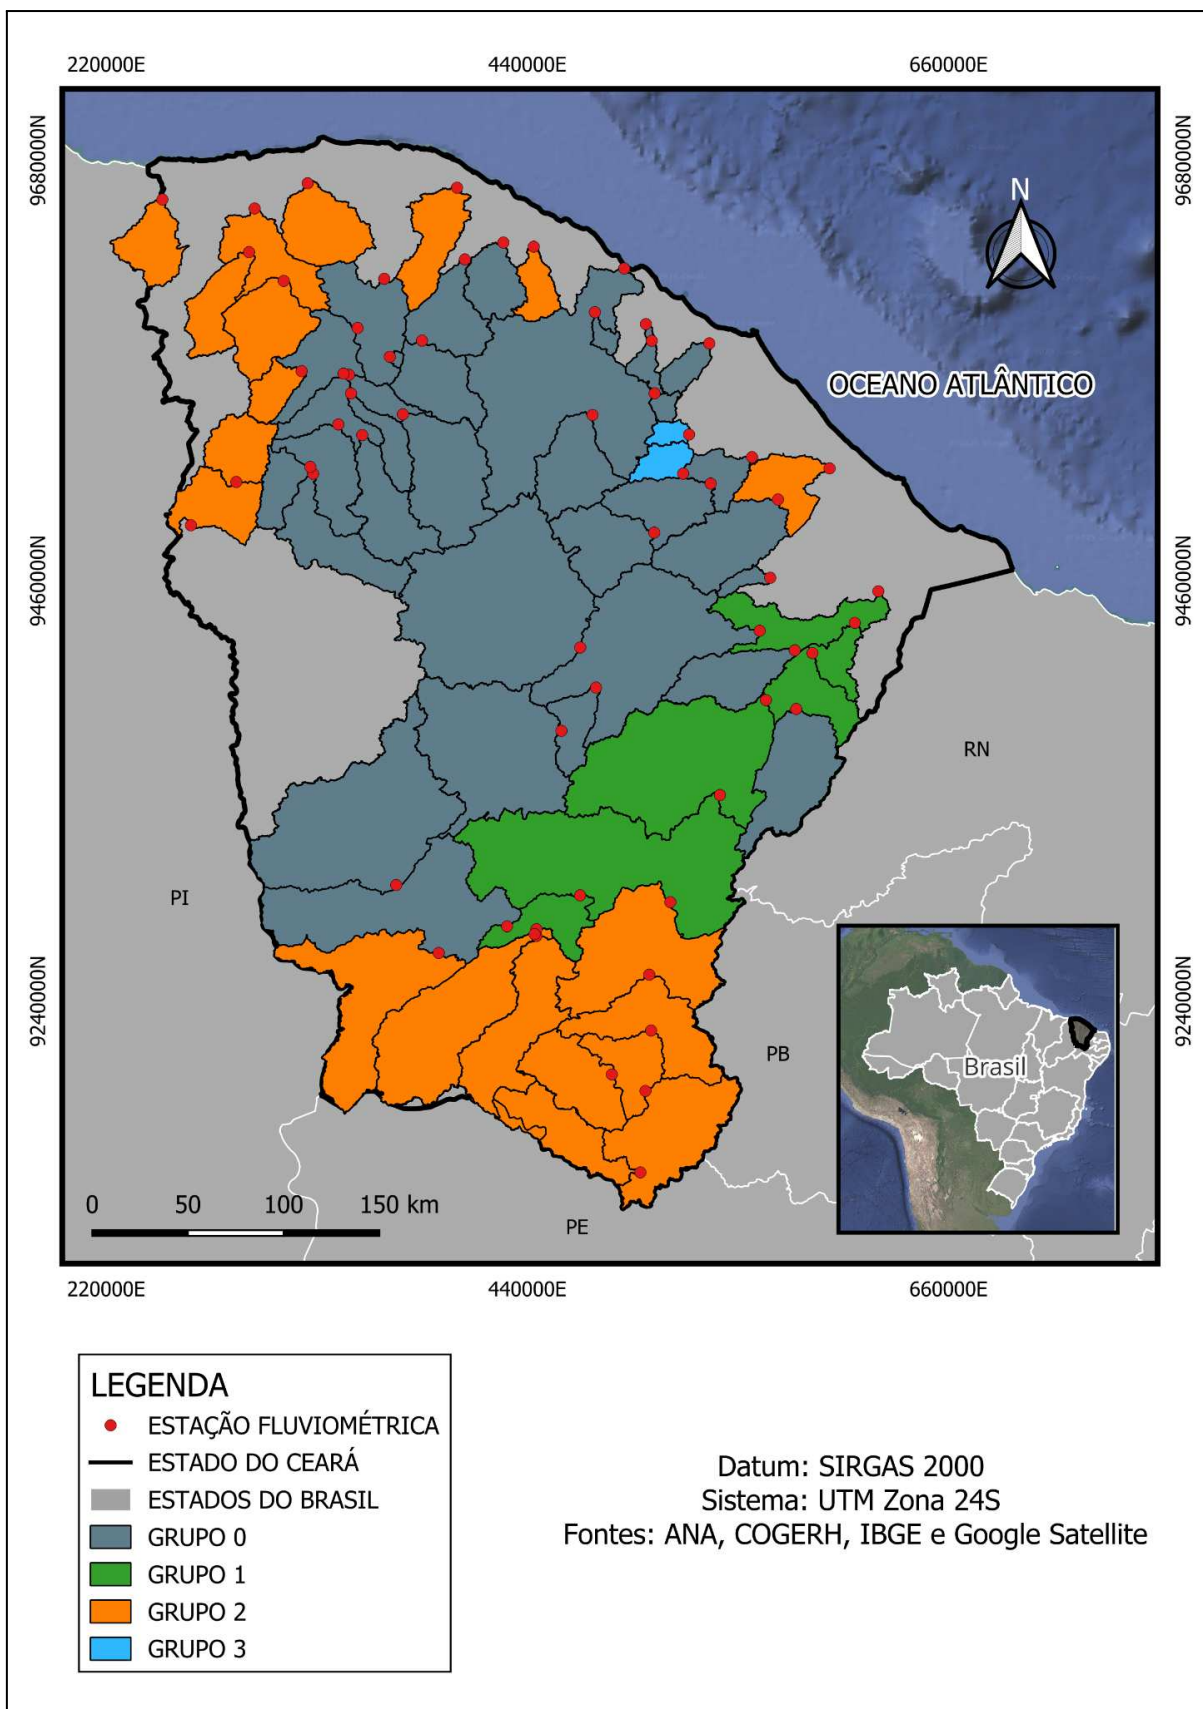 220000E 440000E 660000E
9680000N 9680000N
N
OCEANO ATLÂNTICO
9460000N 9460000N
RN
PI
9240000N 9240000N
PB
Brasil
0 50 100 150 km
PE
220000E 440000E 660000E
LEGENDA
ESTAÇÃO FLUVIOMÉTRICA
ESTADO DO CEARÁ
ESTADOS DO BRASIL
GRUPO 0
GRUPO 1
GRUPO 2
GRUPO 3
Datum: SIRGAS 2000
Sistema: UTM Zona 24S
Fontes: ANA, COGERH, IBGE e Google Satellite